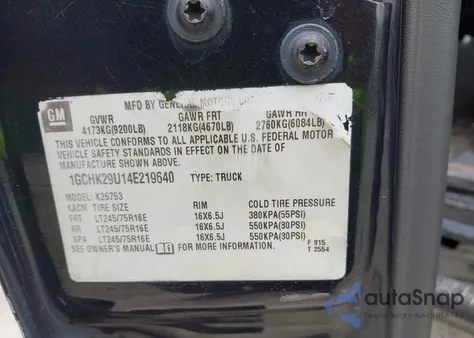 GM
MFD BY GENERAL MOTORS
GVWR GAWR FRT GAWR RR
4173KG(9200LB) 2118KG(4670LB) 2760KG(6084LB)
THIS VEHICLE CONFORMS TO ALL APPLICABLE
U.S. FEDERAL MOTOR
VEHICLE SAFETY STANDARDS IN EFFECT ON THE DATE OF
MANUFACTURE SHOWN ABOVE.
1GCHK29U14E219640 TYPE: TRUCK
MODEL: K25753
KACM TIRE SIZE RIM COLD TIRE PRESSURE
FRT LT245/75R16E 16X6.5J 380KPA(55PSI)
RR LT245/75R16E 16X6.5J 550KPA(80PSI)
SPA LT245/75R16E 16X6.5J 550KPA(80PSI)
SEE OWNER'S MANUAL FOR MORE INFORMATION.
F 915
T 2554
autoSnap